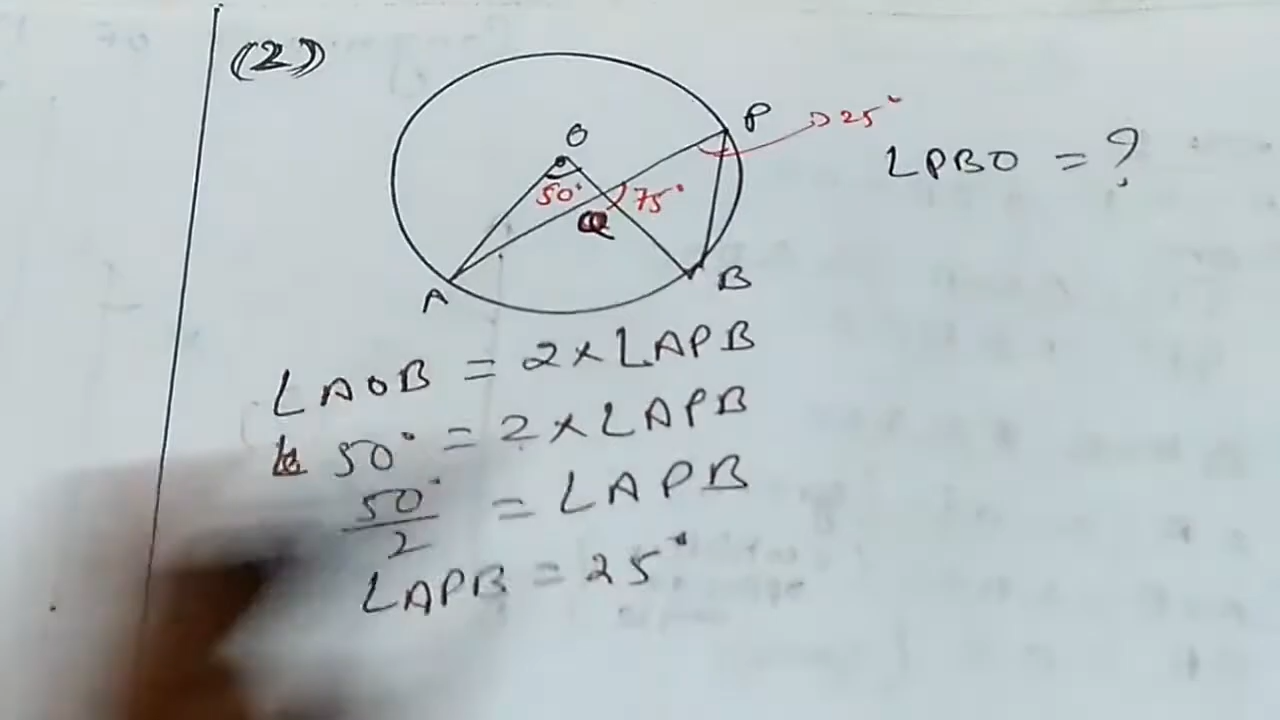 (2)
O
P
25°
∠PBO = ?
50°
75°
Q
A
B
∠AOB = 2 × ∠APB
50° = 2 × ∠APB
50°/2 = ∠APB
∠APB = 25°